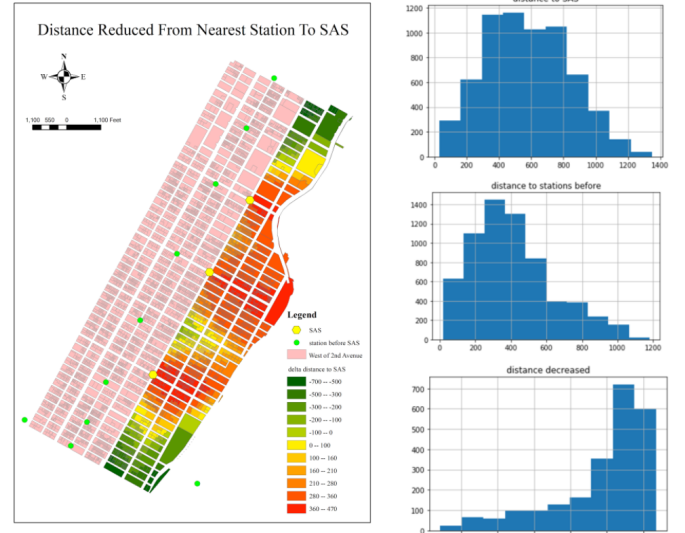 Distance Reduced From Nearest Station To SAS
N
W E
S
1,100 550 0 1,100 Feet
Legend
SAS
station before SAS
West of 2nd Avenue
delta distance to SAS
-700 -- -500
-500 -- -300
-300 -- -200
-200 -- -100
-100 -- 0
0 -- 100
100 -- 160
160 -- 210
210 -- 280
280 -- 360
360 -- 470
distance to SAS
1200
1000
800
600
400
200
0
0 200 400 600 800 1000 1200 1400
distance to stations before
1400
1200
1000
800
600
400
200
0
0 200 400 600 800 1000 1200
distance decreased
700
600
500
400
300
200
100
0